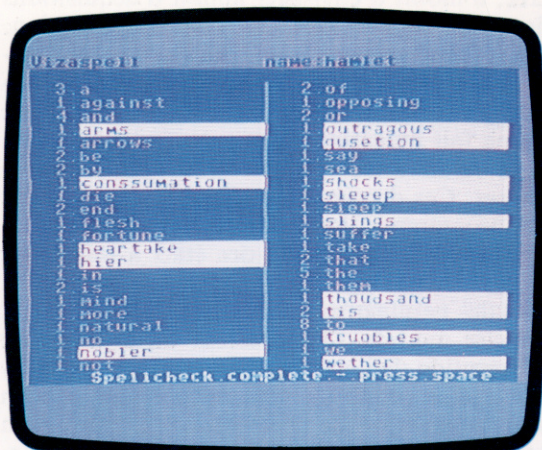 Vizaspell name:hamlet
3.a
1.against
4.and
1.arms
1.arrows
2.be
2.by
1.conssumation
1.die
2.end
1.flesh
1.fortune
1.heartake
1.hier
1.in
2.is
1.mind
1.more
1.natural
1.no
1.nobler
1.not
2.of
1.opposing
2.or
1.outragous
1.qusetion
1.say
1.sea
1.shocks
1.sleeep
1.sleep
1.slings
1.suffer
1.take
2.that
5.the
1.them
1.thoudsand
2.tis
8.to
1.truobles
1.we
1.wether
Spellcheck complete - press space